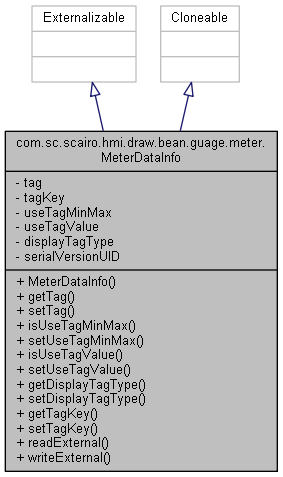 Externalizable
Cloneable
com.sc.scairo.hmi.draw.bean.guage.meter.
MeterDataInfo
- tag
- tagKey
- useTagMinMax
- useTagValue
- displayTagType
- serialVersionUID
+ MeterDataInfo()
+ getTag()
+ setTag()
+ isUseTagMinMax()
+ setUseTagMinMax()
+ isUseTagValue()
+ setUseTagValue()
+ getDisplayTagType()
+ setDisplayTagType()
+ getTagKey()
+ setTagKey()
+ readExternal()
+ writeExternal()